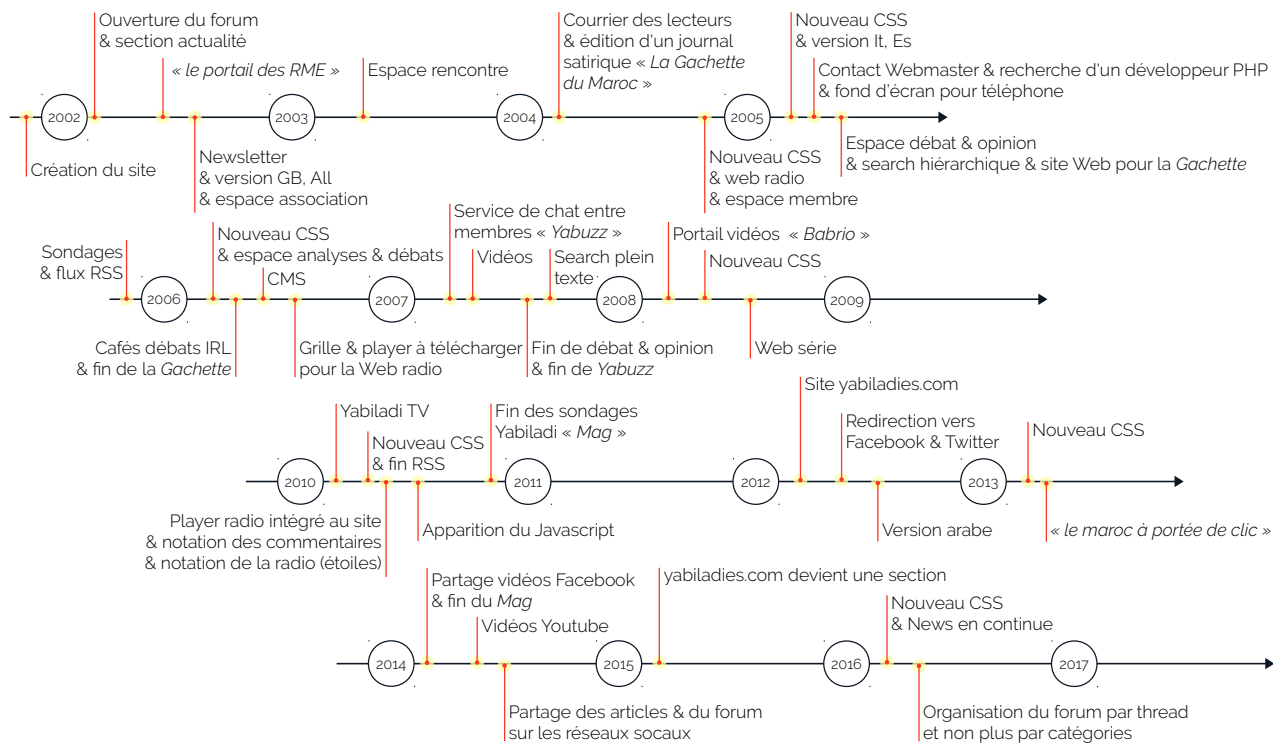 Ouverture du forum
& section actualité
« le portail des RME »
Espace rencontre
Courrier des lecteurs
& édition d'un journal
satirique « La Gachette
du Maroc »
Nouveau CSS
& version It, Es
Contact Webmaster & recherche d'un développeur PHP
& fond d'écran pour téléphone
2002
2003
2004
2005
Création du site
Newsletter
& version GB, All
& espace association
Nouveau CSS
& web radio
& espace membre
Espace débat & opinion
& search hiérarchique & site Web pour la Gachette
Sondages
& flux RSS
Nouveau CSS
& espace analyses & débats
CMS
Service de chat entre
membres « Yabuzz »
Vidéos
Search plein
texte
Portail vidéos « Babrio »
Nouveau CSS
2006
2007
2008
2009
Cafés débats IRL
& fin de la Gachette
Grille & player à télécharger
pour la Web radio
Fin de débat & opinion
& fin de Yabuzz
Web série
Yabiladi TV
Nouveau CSS
& fin RSS
Fin des sondages
Yabiladi « Mag »
Site yabiladies.com
Redirection vers
Facebook & Twitter
Nouveau CSS
2010
2011
2012
2013
Player radio intégré au site
& notation des commentaires
& notation de la radio (étoiles)
Apparition du Javascript
Version arabe
« le maroc à portée de clic »
Partage vidéos Facebook
& fin du Mag
Vidéos Youtube
yabiladies.com devient une section
Nouveau CSS
& News en continue
2014
2015
2016
2017
Partage des articles & du forum
sur les réseaux socaux
Organisation du forum par thread
et non plus par catégories